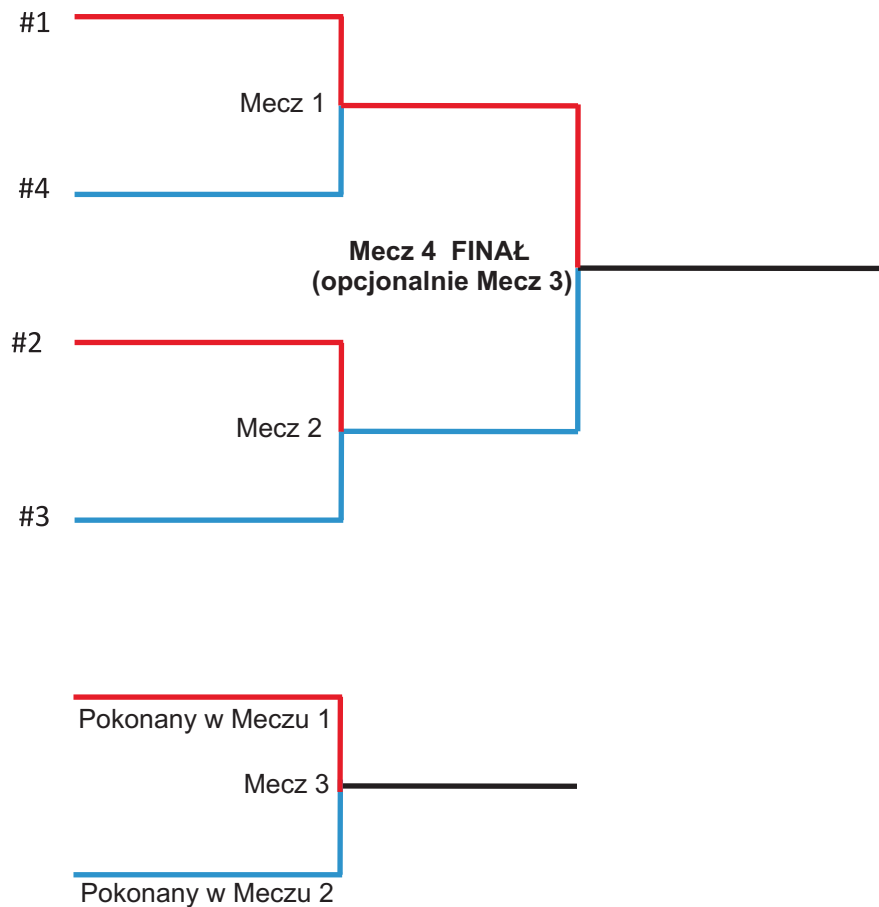 #1
Mecz 1
#4
Mecz 4 FINAŁ
(opcjonalnie Mecz 3)
#2
Mecz 2
#3
Pokonany w Meczu 1
Mecz 3
Pokonany w Meczu 2